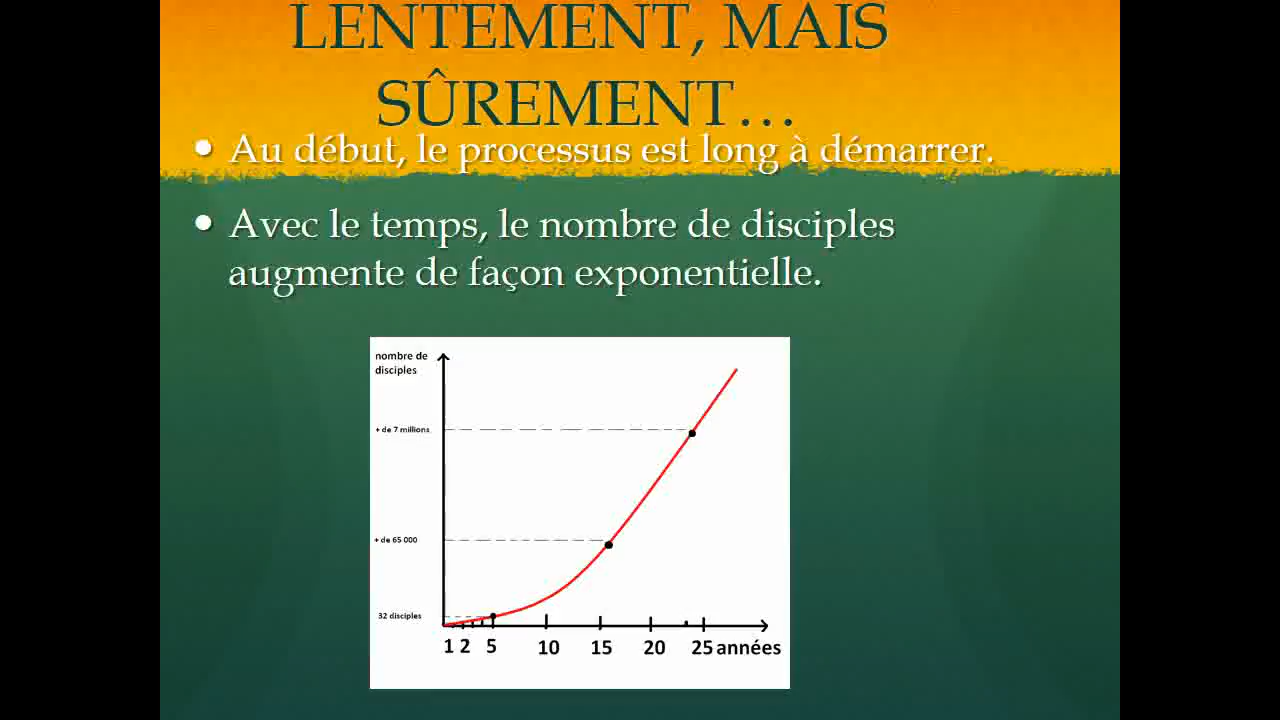 LENTEMENT, MAIS
SÛREMENT…
• Au début, le processus est long à démarrer.
• Avec le temps, le nombre de disciples
augmente de façon exponentielle.
nombre de
disciples
+ de 7 millions
+ de 65 000
32 disciples
1 2 5 10 15 20 25 années